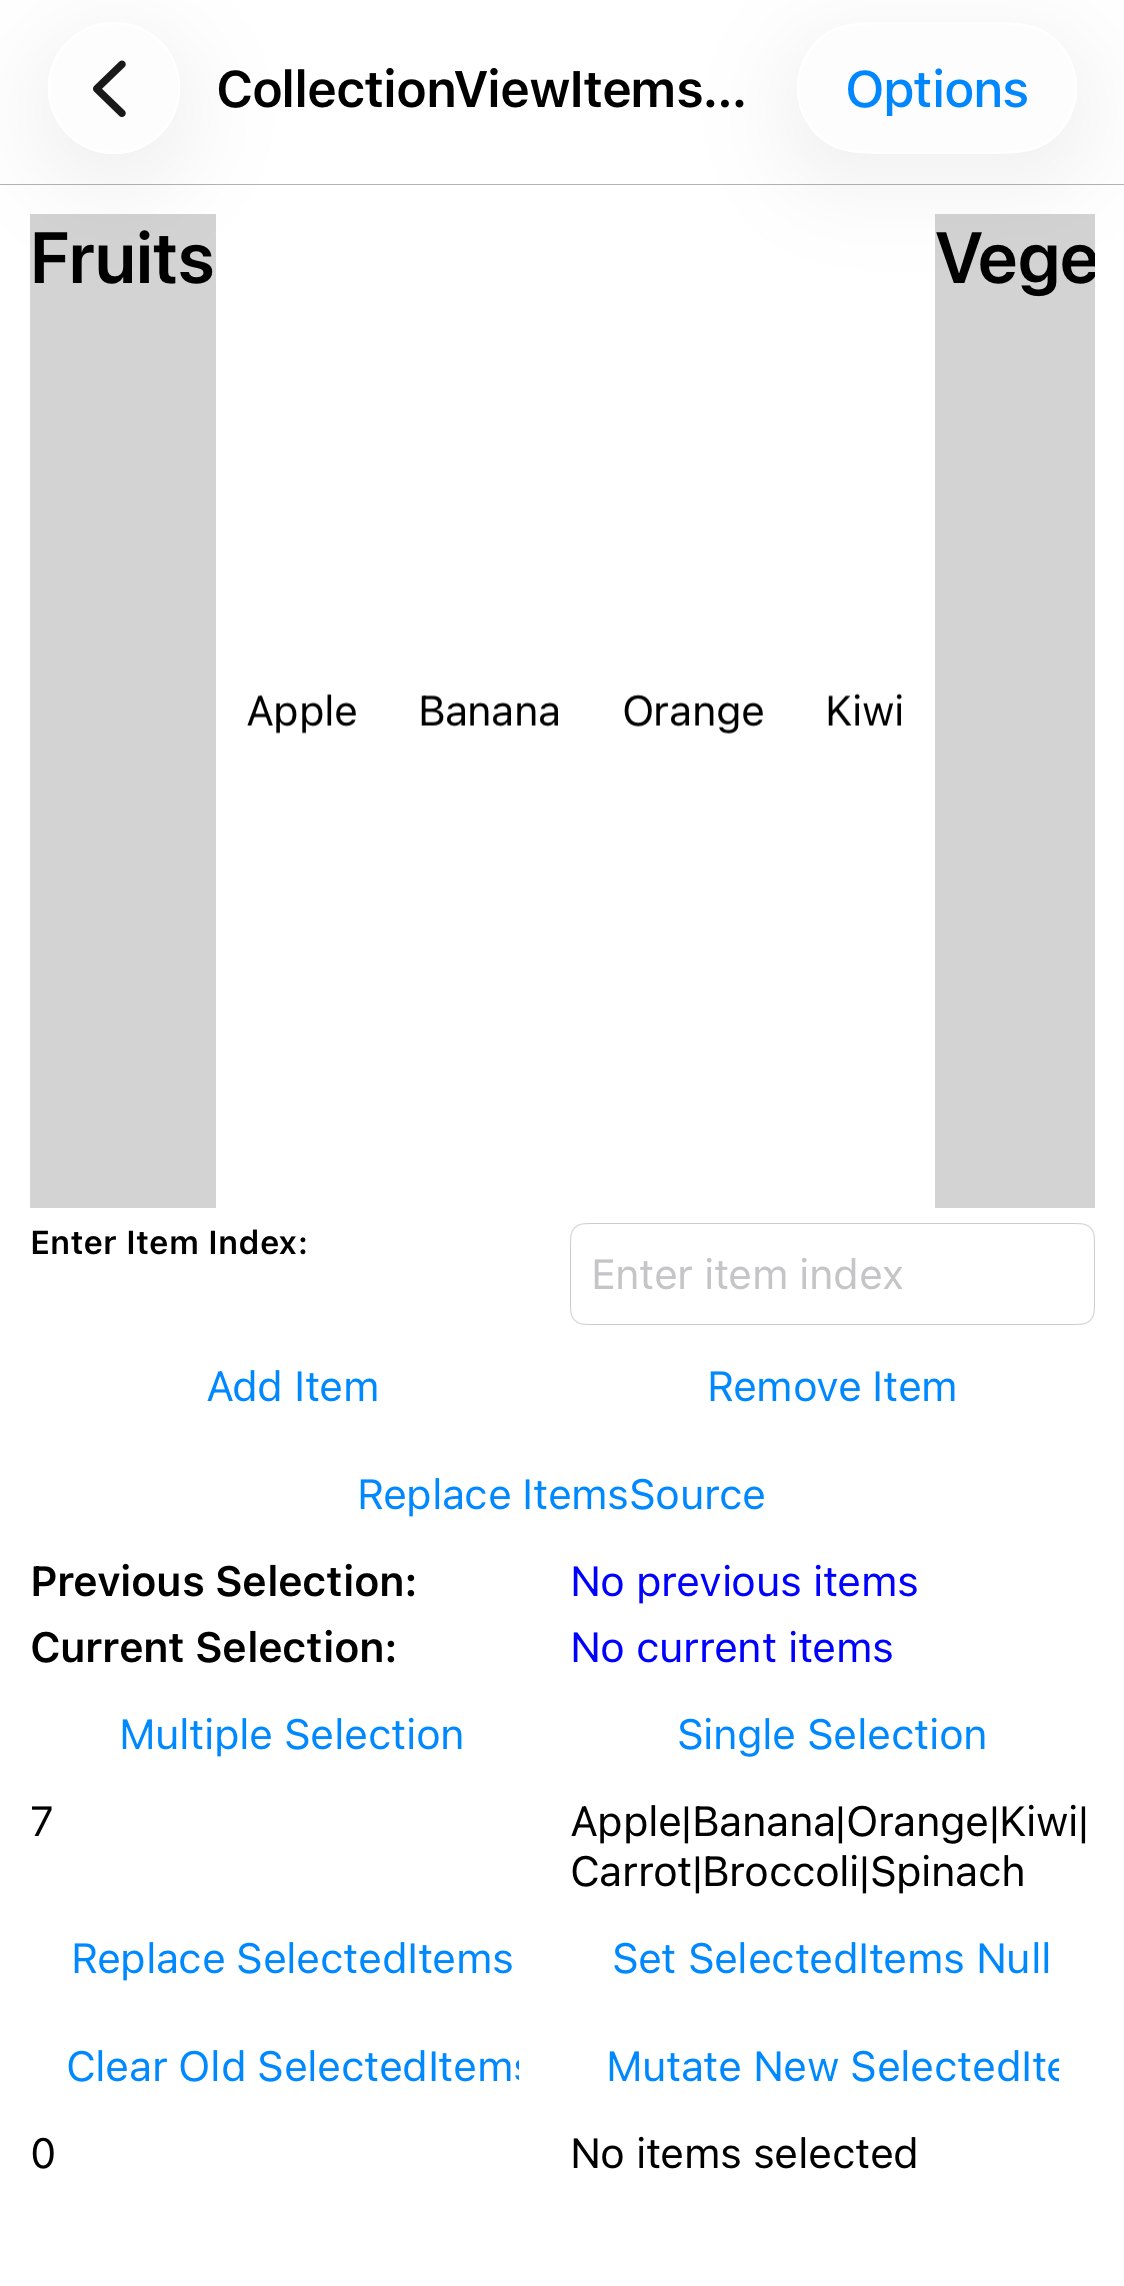 CollectionViewItems...
Options
Fruits
Vege
Apple
Banana
Orange
Kiwi
Enter Item Index:
Enter item index
Add Item
Remove Item
Replace ItemsSource
Previous Selection:
No previous items
Current Selection:
No current items
Multiple Selection
Single Selection
7
Apple|Banana|Orange|Kiwi|
Carrot|Broccoli|Spinach
Replace SelectedItems
Set SelectedItems Null
Clear Old SelectedItems
Mutate New SelectedIte
0
No items selected